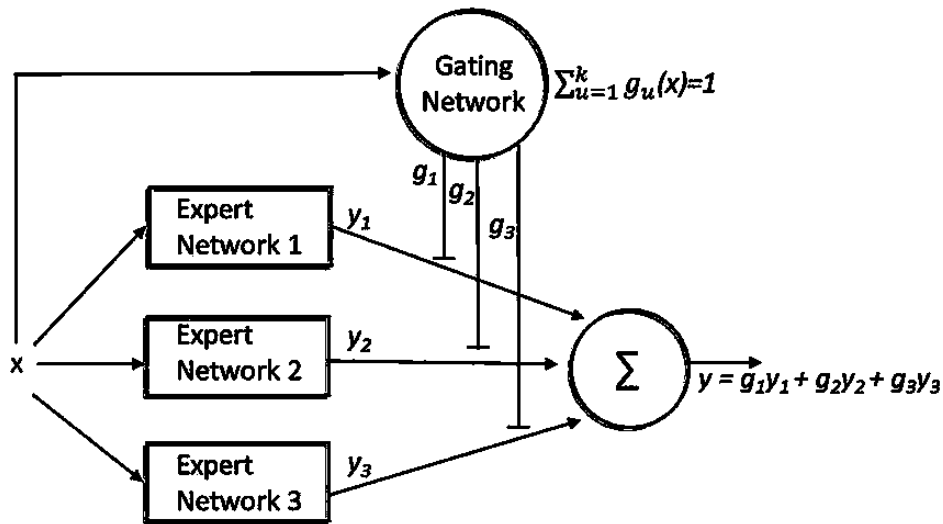 Gating
Network
∑ᵏᵤ₌₁ gᵤ(x)=1
g₁
g₂
g₃
Expert
Network 1
y₁
x
Expert
Network 2
y₂
∑
y = g₁y₁ + g₂y₂ + g₃y₃
Expert
Network 3
y₃